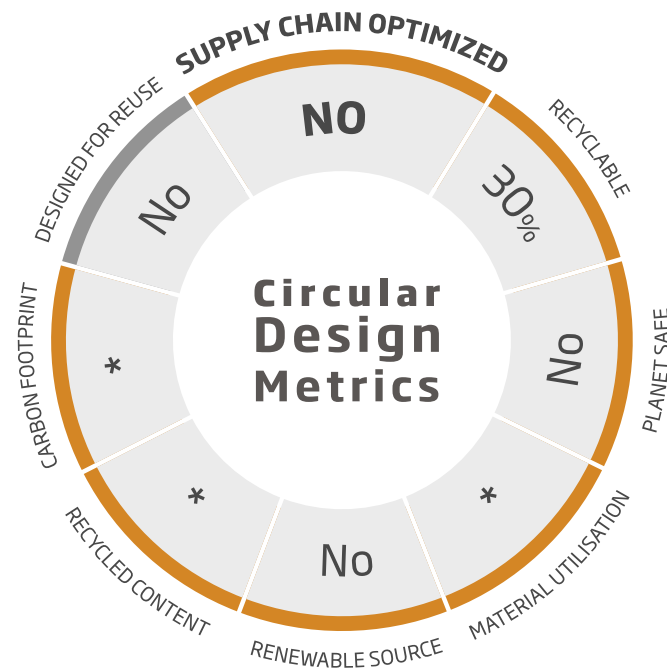 SUPPLY CHAIN OPTIMIZED
NO
RECYCLABLE
30%
PLANET SAFE
No
MATERIAL UTILISATION
*
RENEWABLE SOURCE
No
RECYCLED CONTENT
*
CARBON FOOTPRINT
*
DESIGNED FOR REUSE
No
Circular
Design
Metrics